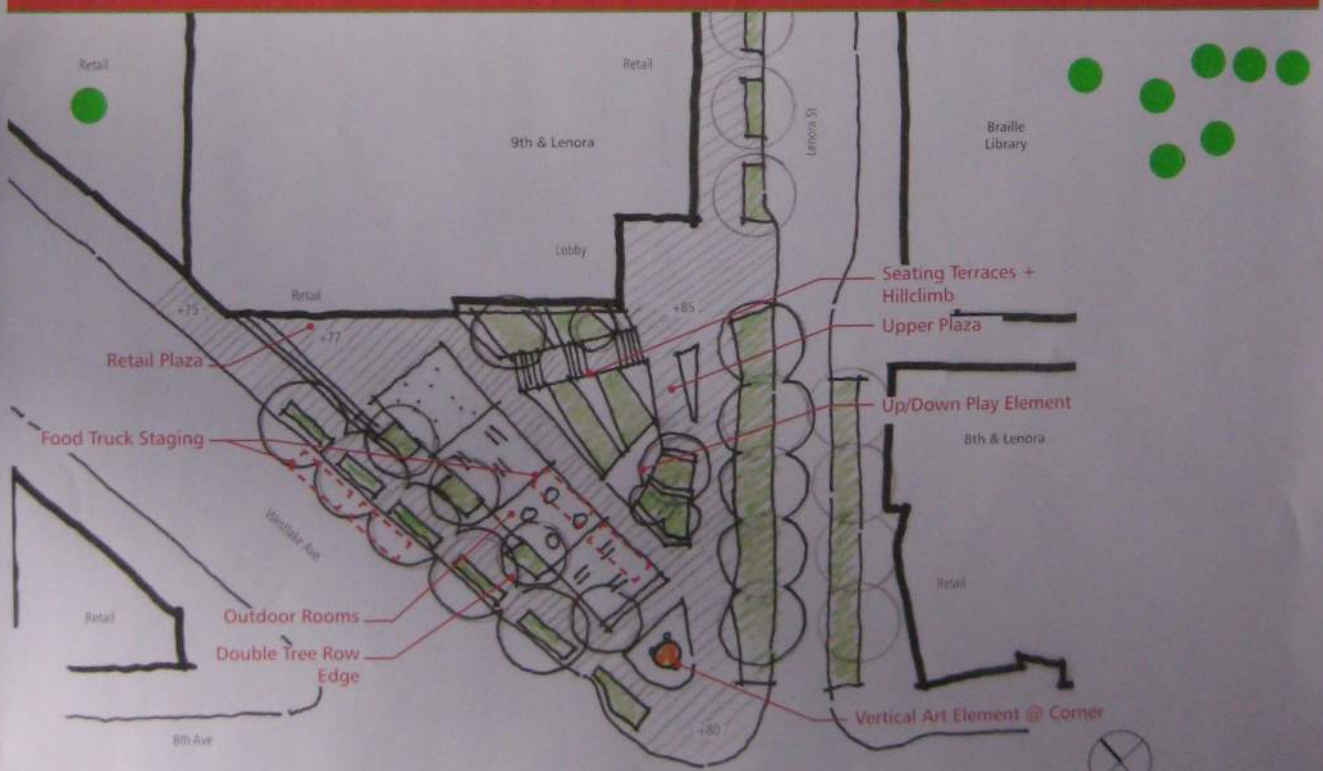 Retail
Retail
9th & Lenora
Lenora St
Braille
Library
Lobby
Seating Terraces +
Hillclimb
+75
Retail
+85
+77
Upper Plaza
Retail Plaza
Up/Down Play Element
Food Truck Staging
8th & Lenora
Westlake Ave
Retail
Retail
Outdoor Rooms
Double Tree Row
Edge
Vertical Art Element @ Corner
+80
8th Ave